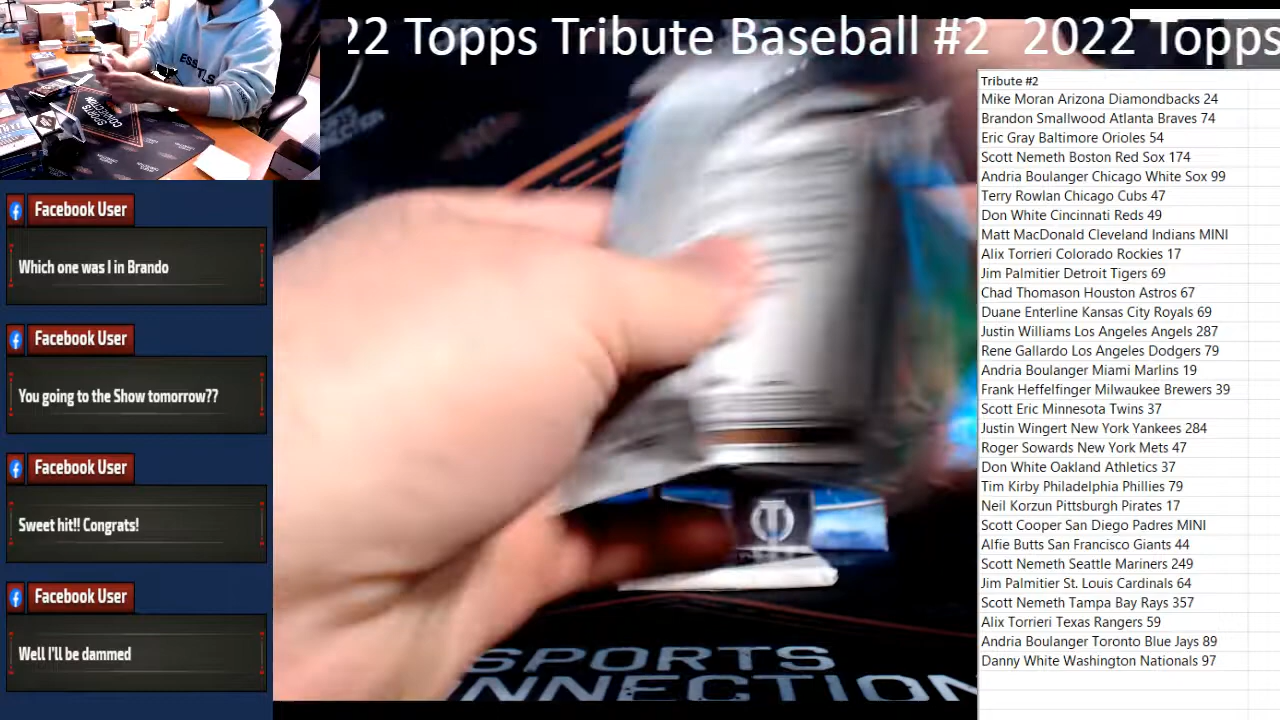 22 Topps Tribute Baseball #2 2022 Topps
Facebook User
Which one was I in Brando
Facebook User
You going to the Show tomorrow??
Facebook User
Sweet hit!! Congrats!
Facebook User
Well I'll be dammed
SPORTS
CONNECTION
Tribute #2
Mike Moran Arizona Diamondbacks 24
Brandon Smallwood Atlanta Braves 74
Eric Gray Baltimore Orioles 54
Scott Nemeth Boston Red Sox 174
Andria Boulanger Chicago White Sox 99
Terry Rowlan Chicago Cubs 47
Don White Cincinnati Reds 49
Matt MacDonald Cleveland Indians MINI
Alix Torrieri Colorado Rockies 17
Jim Palmitier Detroit Tigers 69
Chad Thomason Houston Astros 67
Duane Enterline Kansas City Royals 69
Justin Williams Los Angeles Angels 287
Rene Gallardo Los Angeles Dodgers 79
Andria Boulanger Miami Marlins 19
Frank Heffelfinger Milwaukee Brewers 39
Scott Eric Minnesota Twins 37
Justin Wingert New York Yankees 284
Roger Sowards New York Mets 47
Don White Oakland Athletics 37
Tim Kirby Philadelphia Phillies 79
Neil Korzun Pittsburgh Pirates 17
Scott Cooper San Diego Padres MINI
Alfie Butts San Francisco Giants 44
Scott Nemeth Seattle Mariners 249
Jim Palmitier St. Louis Cardinals 64
Scott Nemeth Tampa Bay Rays 357
Alix Torrieri Texas Rangers 59
Andria Boulanger Toronto Blue Jays 89
Danny White Washington Nationals 97